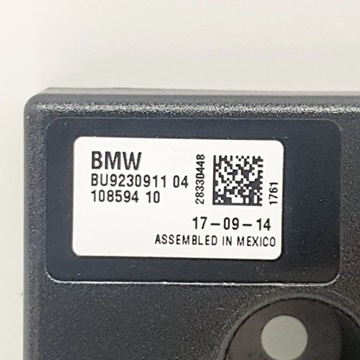 BMW
BU9230911 04
108594 10
28330448
1761
17-09-14
ASSEMBLED IN MEXICO